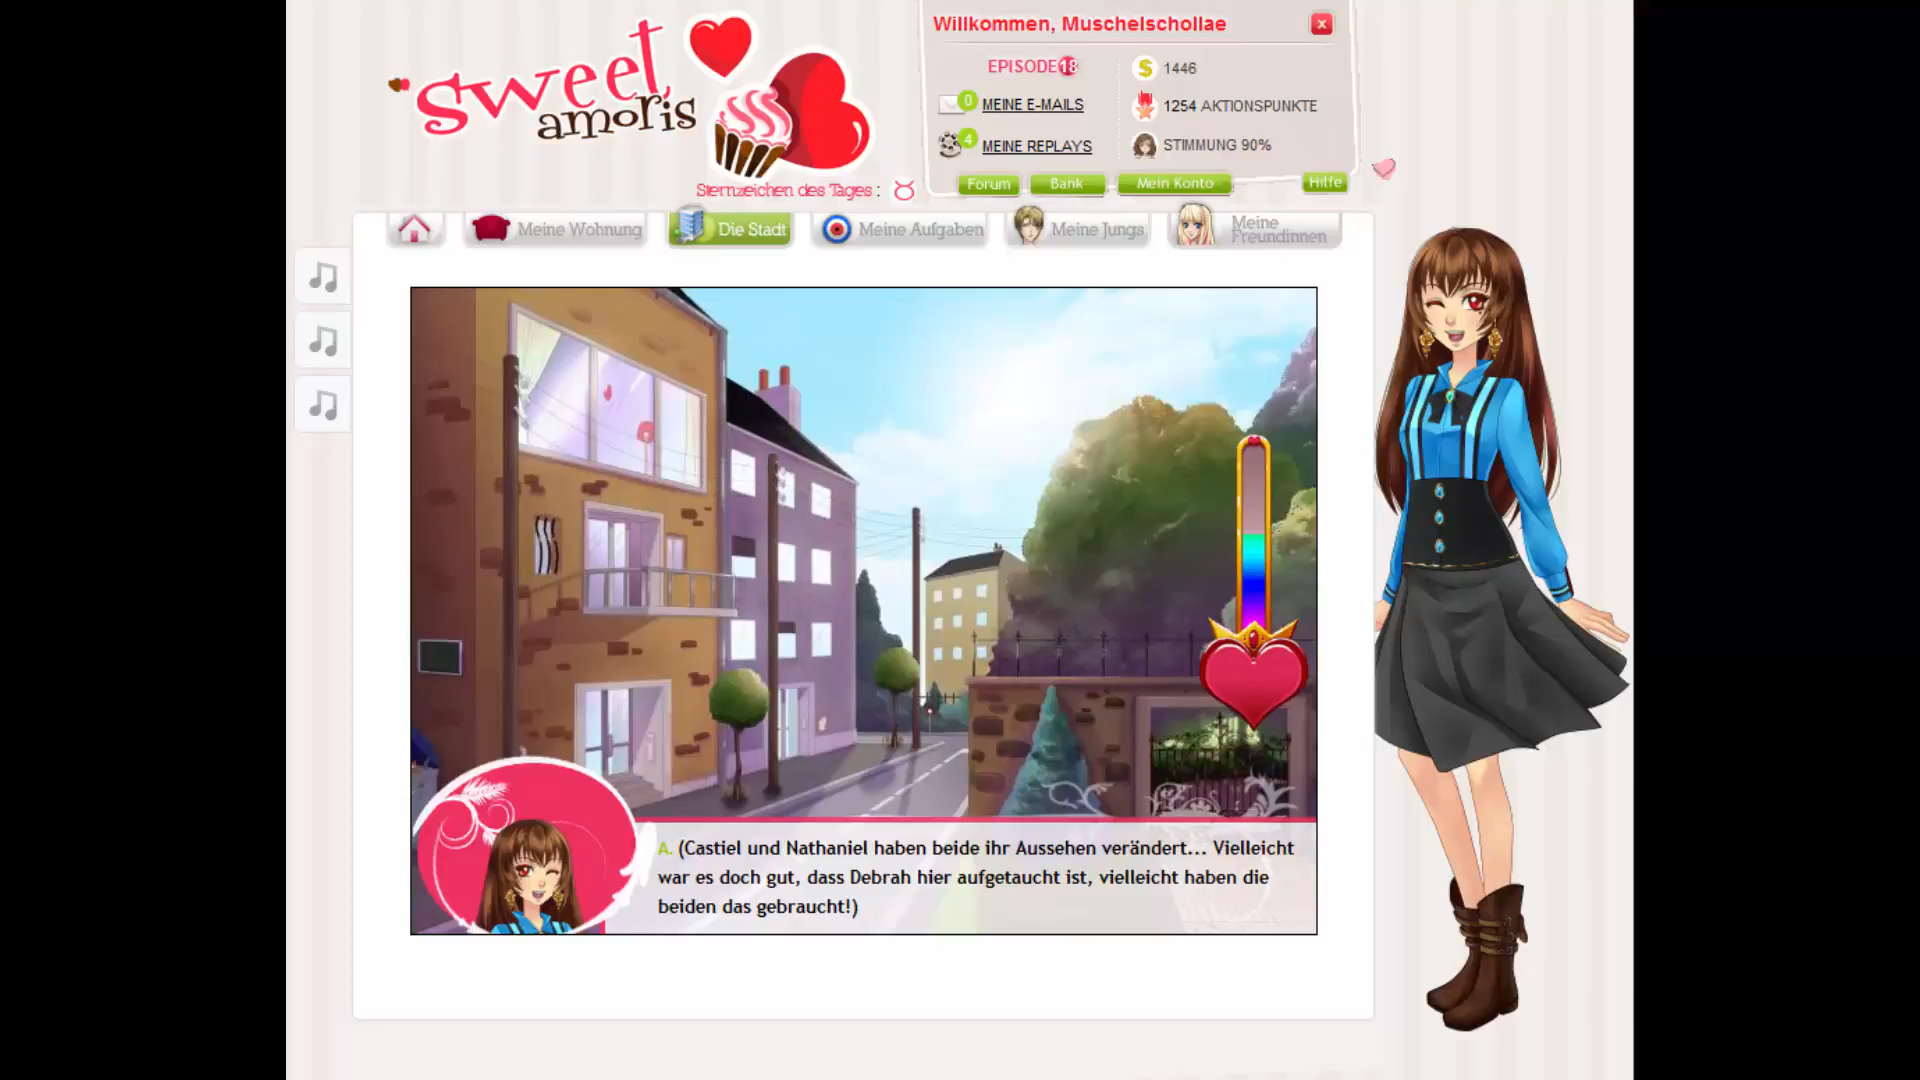 sweet
amoris
Willkommen, Muschelschollae
x
EPISODE 18
$ 1446
0 MEINE E-MAILS
1254 AKTIONSPUNKTE
4 MEINE REPLAYS
STIMMUNG 90%
Sternzeichen des Tages :
Forum
Bank
Mein Konto
Hilfe
Meine Wohnung
Die Stadt
Meine Aufgaben
Meine Jungs
Meine
Freundinnen
A. (Castiel und Nathaniel haben beide ihr Aussehen verändert... Vielleicht
war es doch gut, dass Debrah hier aufgetaucht ist, vielleicht haben die
beiden das gebraucht!)